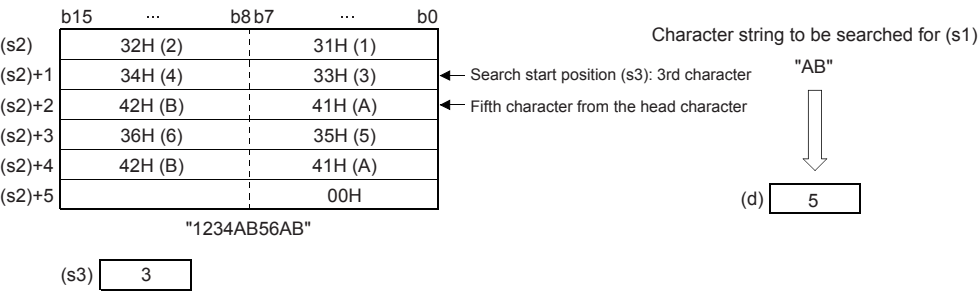 b15 ... b8 b7 ... b0
(s2) 32H (2) 31H (1)
(s2)+1 34H (4) 33H (3) Search start position (s3): 3rd character
(s2)+2 42H (B) 41H (A) Fifth character from the head character
(s2)+3 36H (6) 35H (5)
(s2)+4 42H (B) 41H (A)
(s2)+5 00H
"1234AB56AB"
(s3) 3
Character string to be searched for (s1)
"AB"
(d) 5